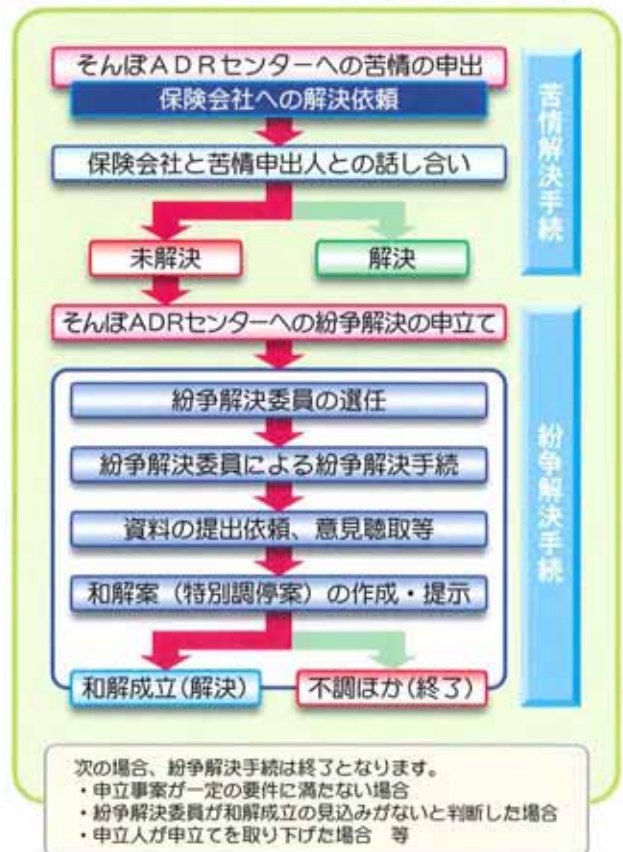 そんぽADRセンターへの苦情の申出
保険会社への解決依頼
保険会社と苦情申出人との話し合い
未解決
解決
苦情解決手続
そんぽADRセンターへの紛争解決の申立て
紛争解決委員の選任
紛争解決委員による紛争解決手続
資料の提出依頼、意見聴取等
和解案（特別調停案）の作成・提示
和解成立(解決)
不調ほか(終了)
紛争解決手続
次の場合、紛争解決手続は終了となります。
・申立事案が一定の要件に満たない場合
・紛争解決委員が和解成立の見込みがないと判断した場合
・申立人が申立てを取り下げた場合　等